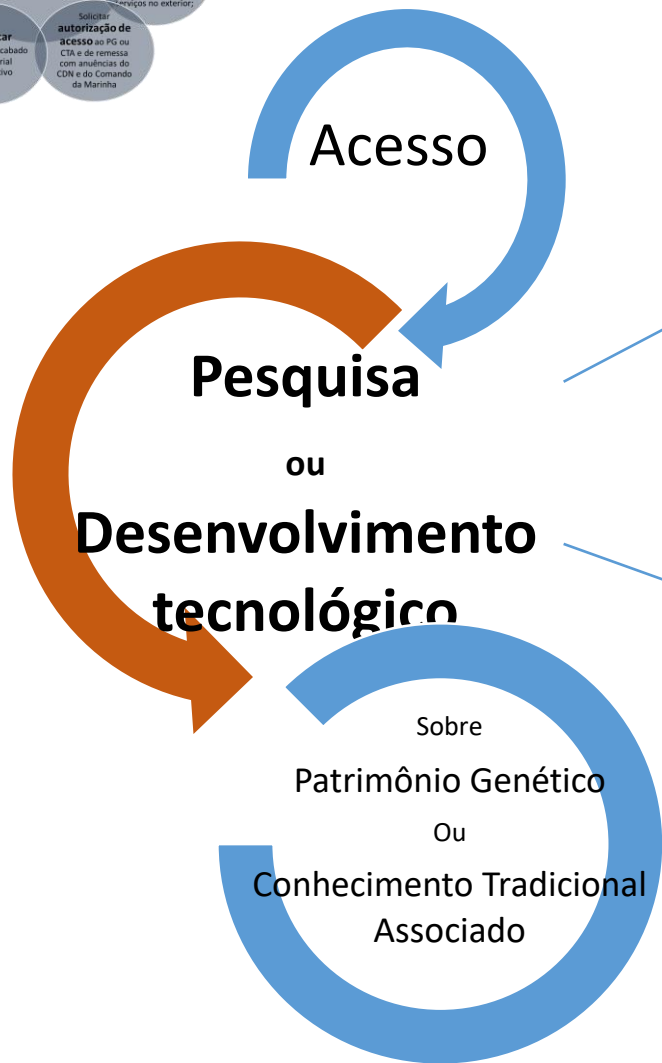 serviços no exterior;
Solicitar
autorização de
acesso ao PG ou
CTA e de remessa
com anuências do
CDN e do Comando
da Marinha
Acesso
Pesquisa
ou
Desenvolvimento
tecnológico
Sobre
Patrimônio Genético
Ou
Conhecimento Tradicional
Associado